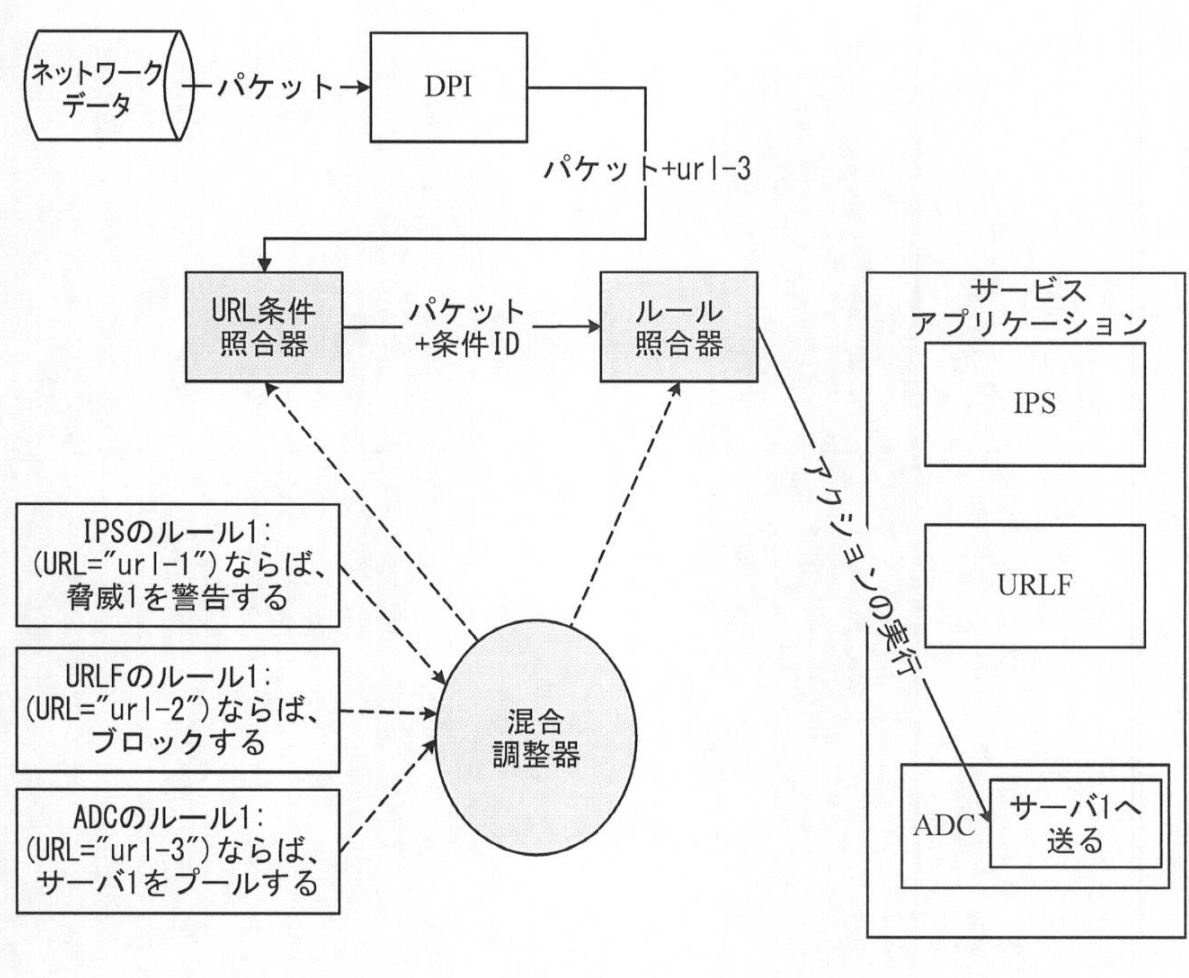 ネットワーク
データ
パケット
DPI
パケット+url-3
URL条件
照合器
パケット
+条件ID
ルール
照合器
サービス
アプリケーション
IPS
アクションの実行
URLF
IPSのルール1:
(URL="url-1")ならば、
脅威1を警告する
URLFのルール1:
(URL="url-2")ならば、
ブロックする
混合
調整器
ADCのルール1:
(URL="url-3")ならば、
サーバ1をプールする
ADC
サーバ1へ
送る